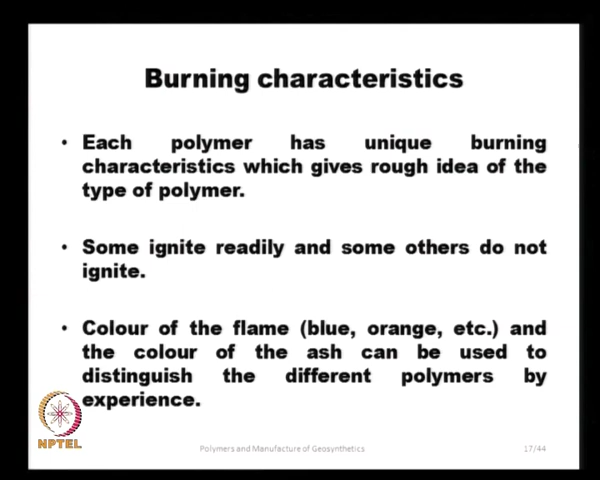 Burning characteristics
• Each polymer has unique burning
characteristics which gives rough idea of the
type of polymer.
• Some ignite readily and some others do not
ignite.
• Colour of the flame (blue, orange, etc.) and
the colour of the ash can be used to
distinguish the different polymers by
experience.
NPTEL
Polymers and Manufacture of Geosynthetics
17/44